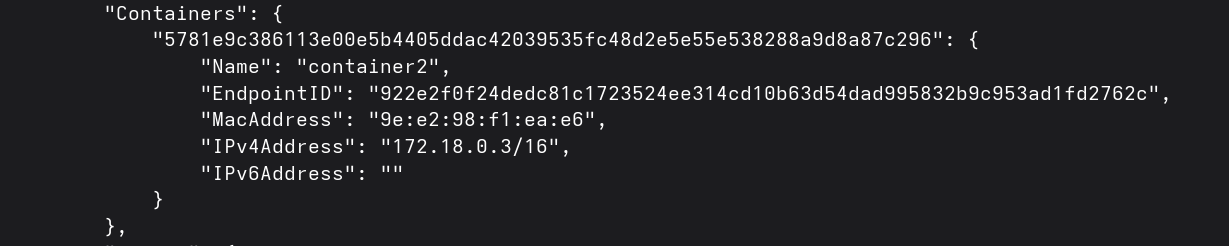 "Containers": {
"5781e9c386113e00e5b4405ddac42039535fc48d2e5e55e538288a9d8a87c296": {
"Name": "container2",
"EndpointID": "922e2f0f24dedc81c1723524ee314cd10b63d54dad995832b9c953ad1fd2762c",
"MacAddress": "9e:e2:98:f1:ea:e6",
"IPv4Address": "172.18.0.3/16",
"IPv6Address": ""
}
},